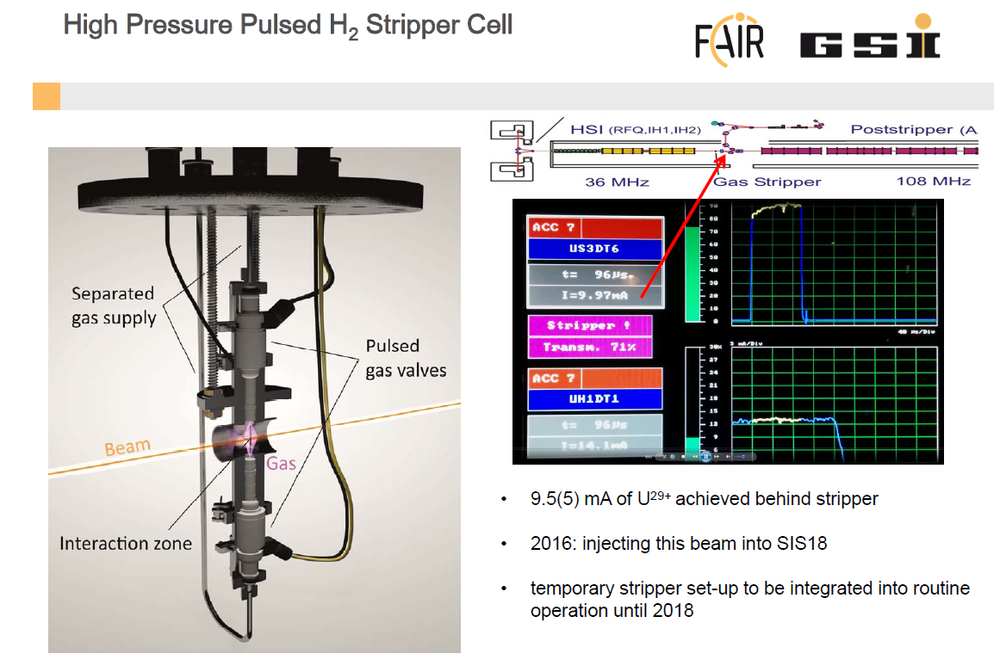 High Pressure Pulsed H₂ Stripper Cell
FAIR GSI
HSI (RFQ,IH1,IH2)
Poststripper (A
36 MHz
Gas Stripper
108 MHz
Separated
gas supply
Pulsed
gas valves
Beam
Gas
Interaction zone
ACC 7
US3DT6
t= 96µs
I=9.97mA
Stripper !
Transm. 71%
ACC 7
UH1DT1
t= 96µs
I=14.1mA
90
80
70
60
50
40
30
20
10
0
40 µs/Div
30%
3 mA/Div
27
24
21
18
15
12
9
6
• 9.5(5) mA of U²⁹⁺ achieved behind stripper
• 2016: injecting this beam into SIS18
• temporary stripper set-up to be integrated into routine
operation until 2018